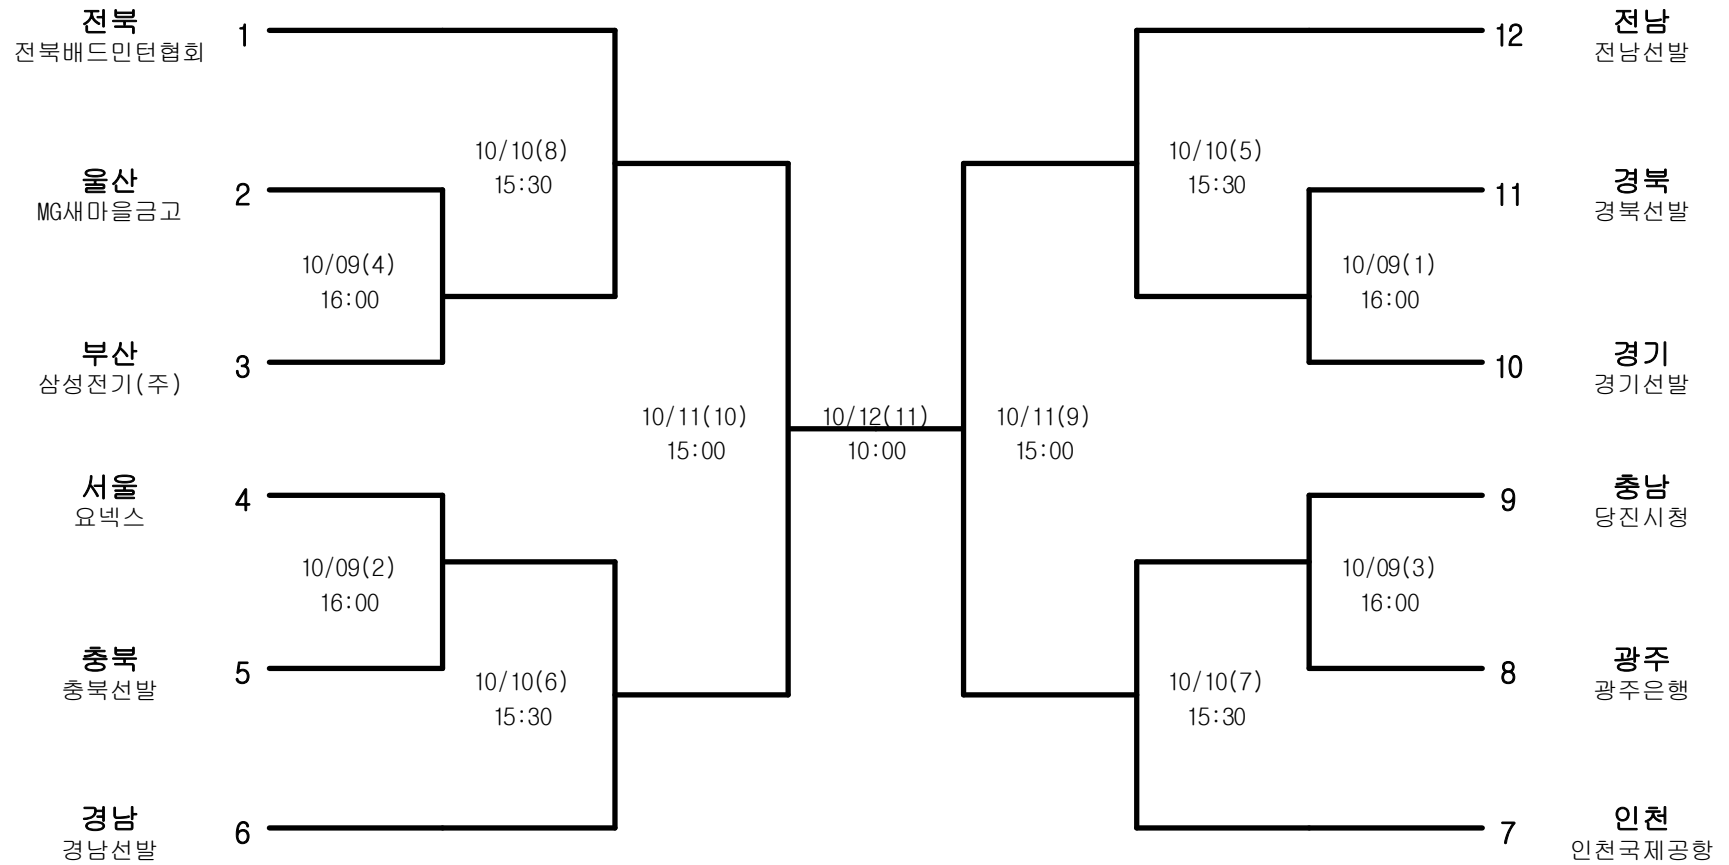 전북
전북배드민턴협회
1
울산
MG새마을금고
2
부산
삼성전기(주)
3
서울
요넥스
4
충북
충북선발
5
경남
경남선발
6
10/09(4)
16:00
10/09(2)
16:00
10/10(8)
15:30
10/10(6)
15:30
10/11(10)
15:00
10/12(11)
10:00
10/11(9)
15:00
10/10(5)
15:30
10/10(7)
15:30
10/09(1)
16:00
10/09(3)
16:00
12
전남
전남선발
11
경북
경북선발
10
경기
경기선발
9
충남
당진시청
8
광주
광주은행
7
인천
인천국제공항